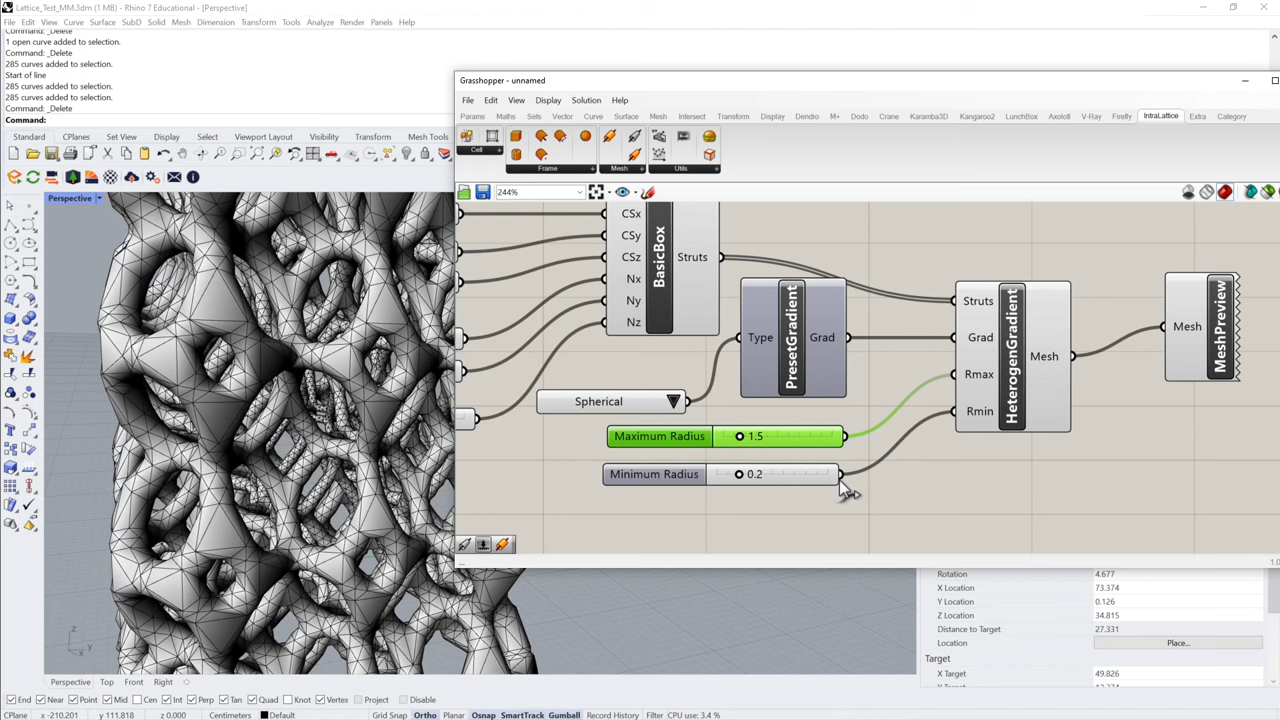 Lattice_Test_MM.3dm (1 MB) - Rhino 7 Educational - [Perspective]
File Edit View Curve Surface SubD Solid Mesh Dimension Transform Tools Analyze Render Panels Help
Command: _Delete
1 open curve added to selection.
Command: _Delete
285 curves added to selection.
Start of line
285 curves added to selection.
285 curves added to selection.
Command: _Delete
Command:
Standard CPlanes Set View Display Select Viewport Layout Visibility Transform Mesh Tools
Perspective
Grasshopper - unnamed
File Edit View Display Solution Help
Params Maths Sets Vector Curve Surface Mesh Intersect Transform Display Dendro M+ Dodo Crane Karamba3D Kangaroo2 LunchBox Axolotl V-Ray Firefly IntraLattice Extra Category
Cell Frame Mesh Utils
244%
CSx
CSy
CSz
Nx
Ny
Nz
BasicBox
Struts
Type
PresetGradient
Grad
Struts
Grad
Rmax
Rmin
HeterogenGradient
Mesh
Mesh
MeshPreview
Spherical
Maximum Radius 1.5
Minimum Radius 0.2
...
1.0
Rotation 4.677
X Location 73.374
Y Location 0.126
Z Location 34.815
Distance to Target 27.331
Location Place...
Target
X Target 49.826
z
y
x
Perspective Top Front Right
End Near Point Mid Cen Int Perp Tan Quad Knot Vertex Project Disable
CPlane x -210.201 y 111.818 z 0.000 Centimeters Default Grid Snap Ortho Planar Osnap SmartTrack Gumball Record History Filter CPU use: 3.4 %